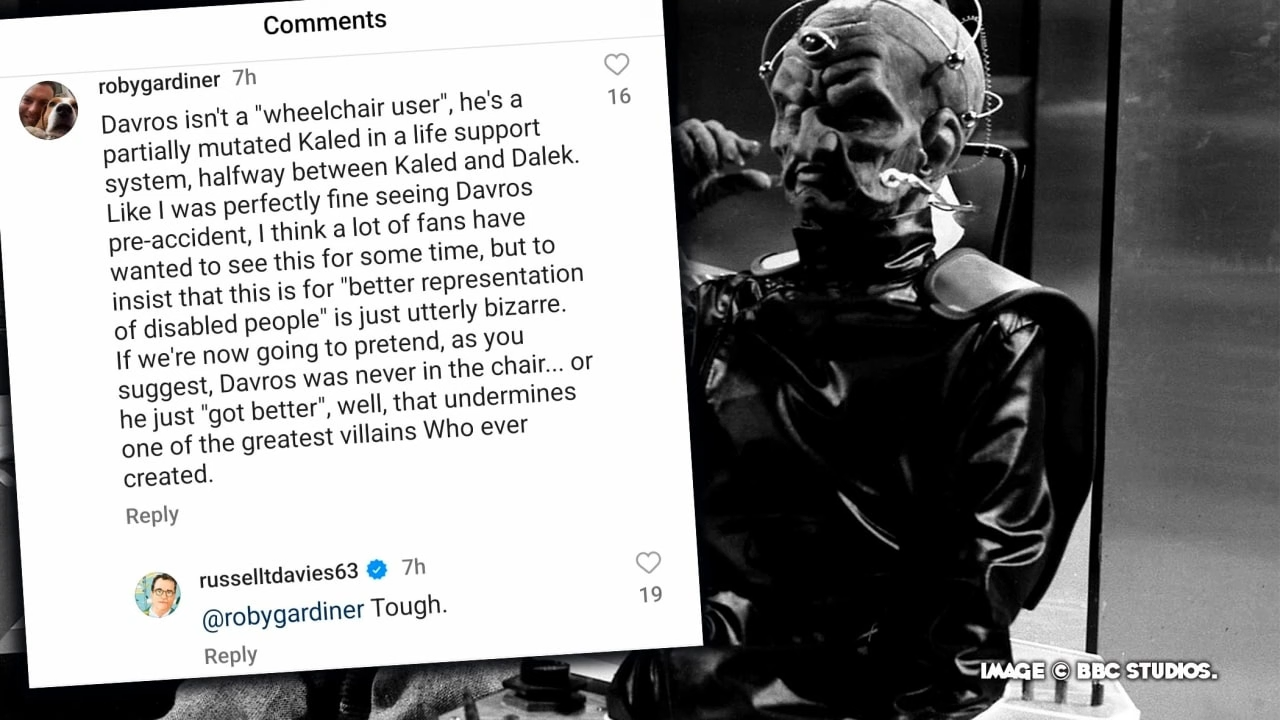 Comments
robygardiner 7h
Davros isn't a "wheelchair user", he's a
partially mutated Kaled in a life support
system, halfway between Kaled and Dalek.
Like I was perfectly fine seeing Davros
pre-accident, I think a lot of fans have
wanted to see this for some time, but to
insist that this is for "better representation
of disabled people" is just utterly bizarre.
If we're now going to pretend, as you
suggest, Davros was never in the chair... or
he just "got better", well, that undermines
one of the greatest villains Who ever
created.
16
Reply
russelltdavies63 7h
@robygardiner Tough.
19
Reply
IMAGE © BBC STUDIOS.